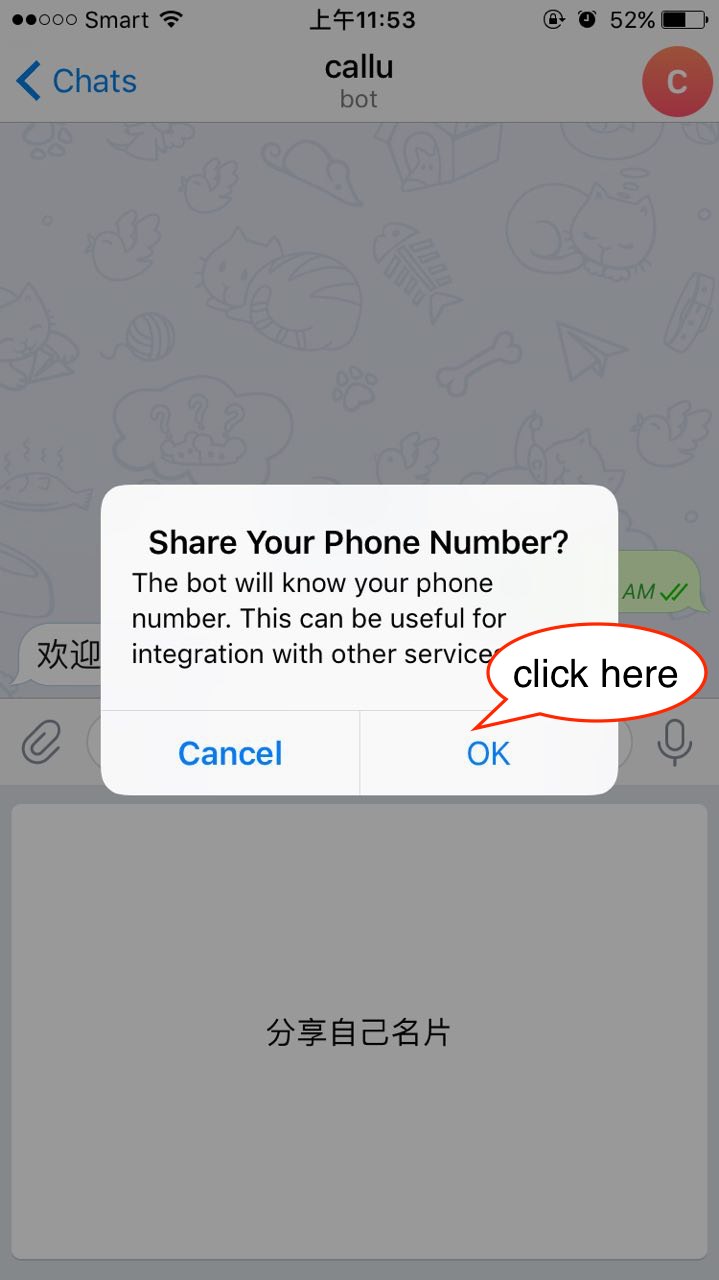 Smart 上午11:53 52%
Chats callu C
bot
AM
欢迎
Share Your Phone Number?
The bot will know your phone
number. This can be useful for
integration with other service
click here
Cancel OK
分享自己名片